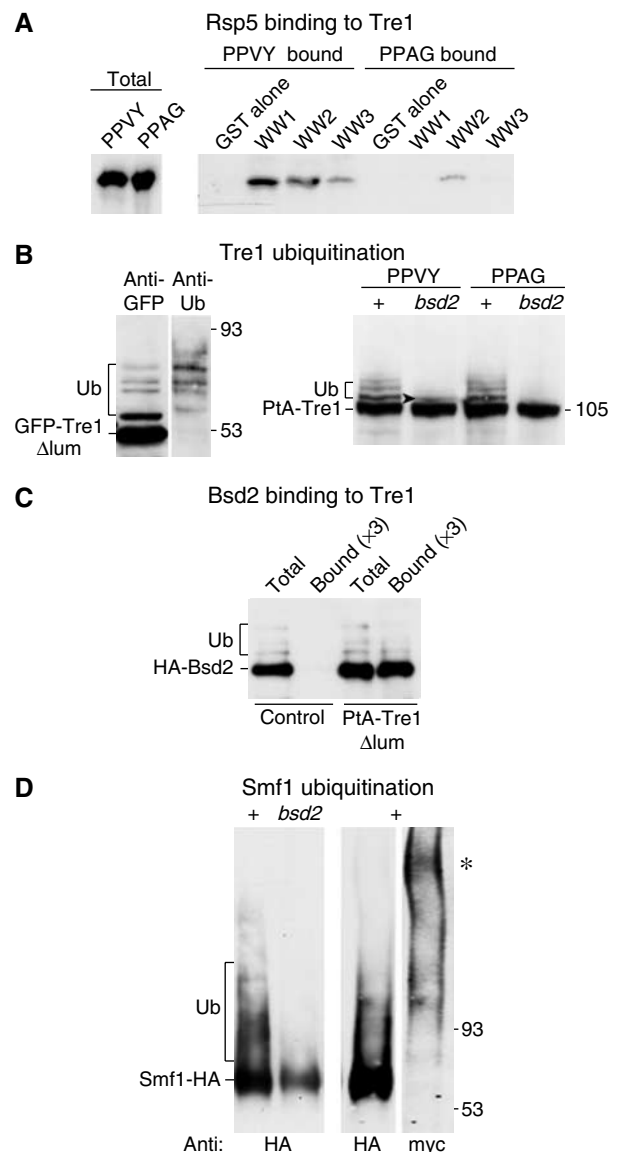 A
Rsp5 binding to Tre1
PPVY bound
PPAG bound
Total
PPVY
PPAG
GST alone
WW1
WW2
WW3
GST alone
WW1
WW2
WW3
B
Tre1 ubiquitination
Anti-
GFP
Anti-
Ub
PPVY
PPAG
+
bsd2
+
bsd2
93
Ub
GFP-Tre1
Δlum
53
Ub
PtA-Tre1
105
C
Bsd2 binding to Tre1
Total
Bound (×3)
Total
Bound (×3)
Ub
HA-Bsd2
Control
PtA-Tre1
Δlum
D
Smf1 ubiquitination
+
bsd2
+
*
Ub
93
Smf1-HA
53
Anti:
HA
HA
myc